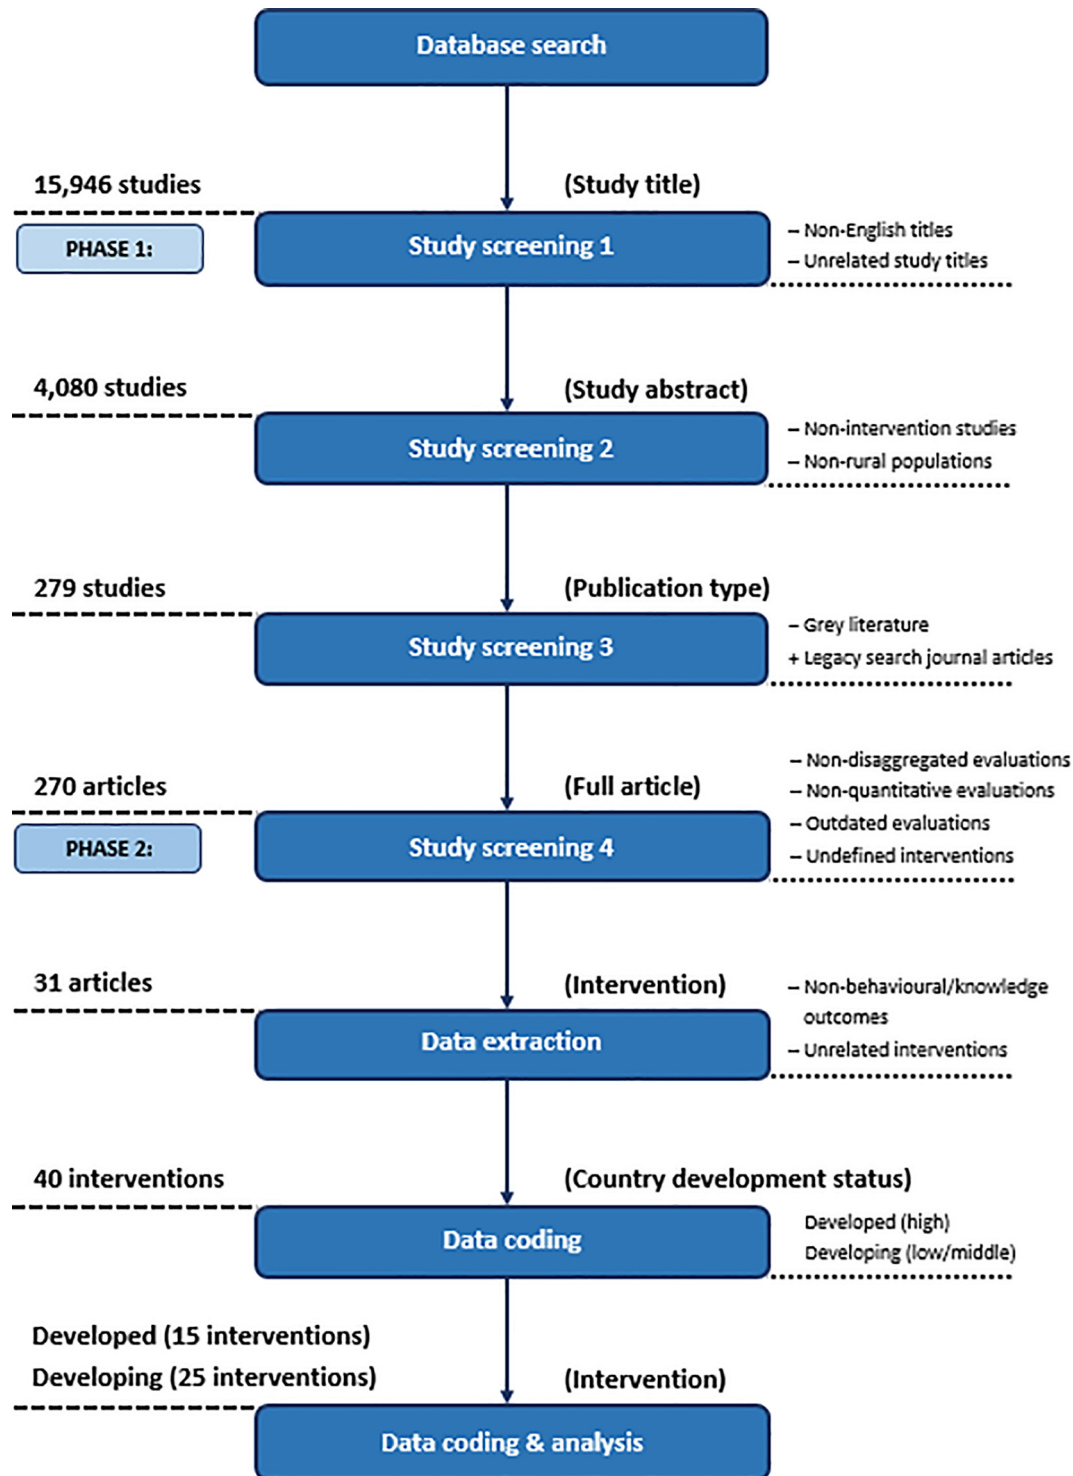 Database search
15,946 studies
(Study title)
PHASE 1:
Study screening 1
– Non-English titles
– Unrelated study titles
4,080 studies
(Study abstract)
Study screening 2
– Non-intervention studies
– Non-rural populations
279 studies
(Publication type)
Study screening 3
– Grey literature
+ Legacy search journal articles
270 articles
(Full article)
PHASE 2:
Study screening 4
– Non-disaggregated evaluations
– Non-quantitative evaluations
– Outdated evaluations
– Undefined interventions
31 articles
(Intervention)
Data extraction
– Non-behavioural/knowledge
outcomes
– Unrelated interventions
40 interventions
(Country development status)
Data coding
Developed (high)
Developing (low/middle)
Developed (15 interventions)
Developing (25 interventions)
(Intervention)
Data coding & analysis